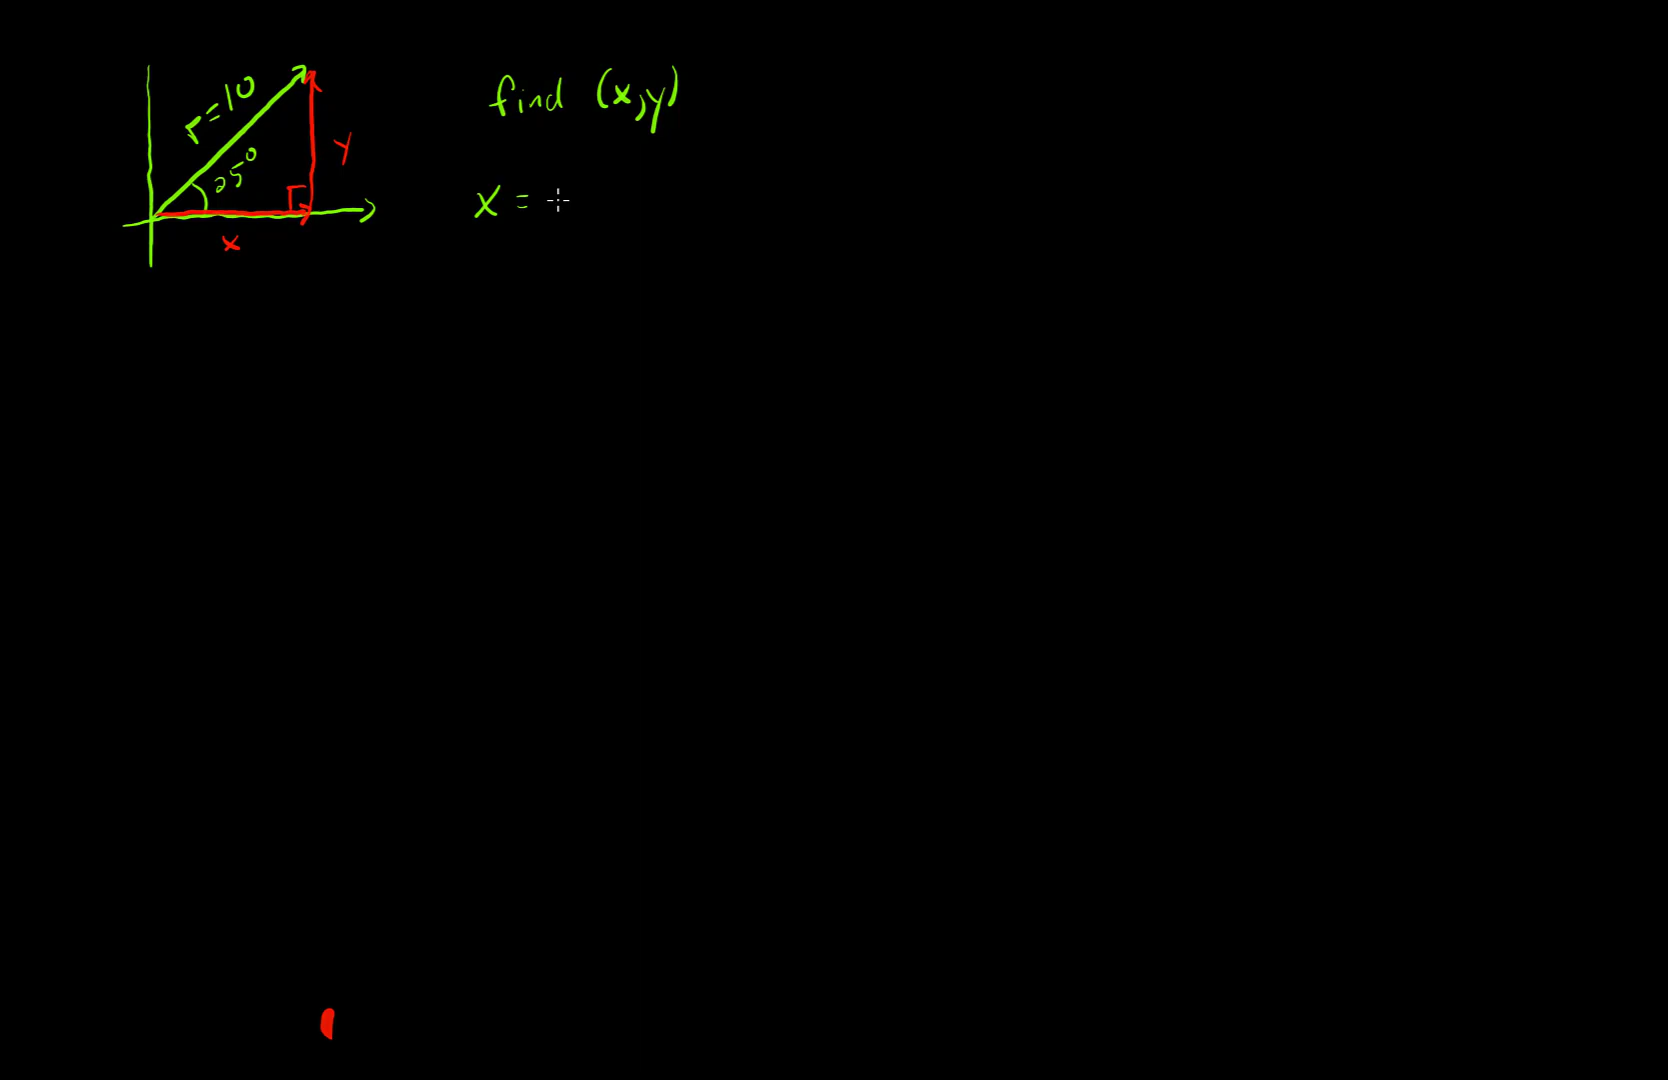 r=10
25°
y
x
find (x,y)
x =